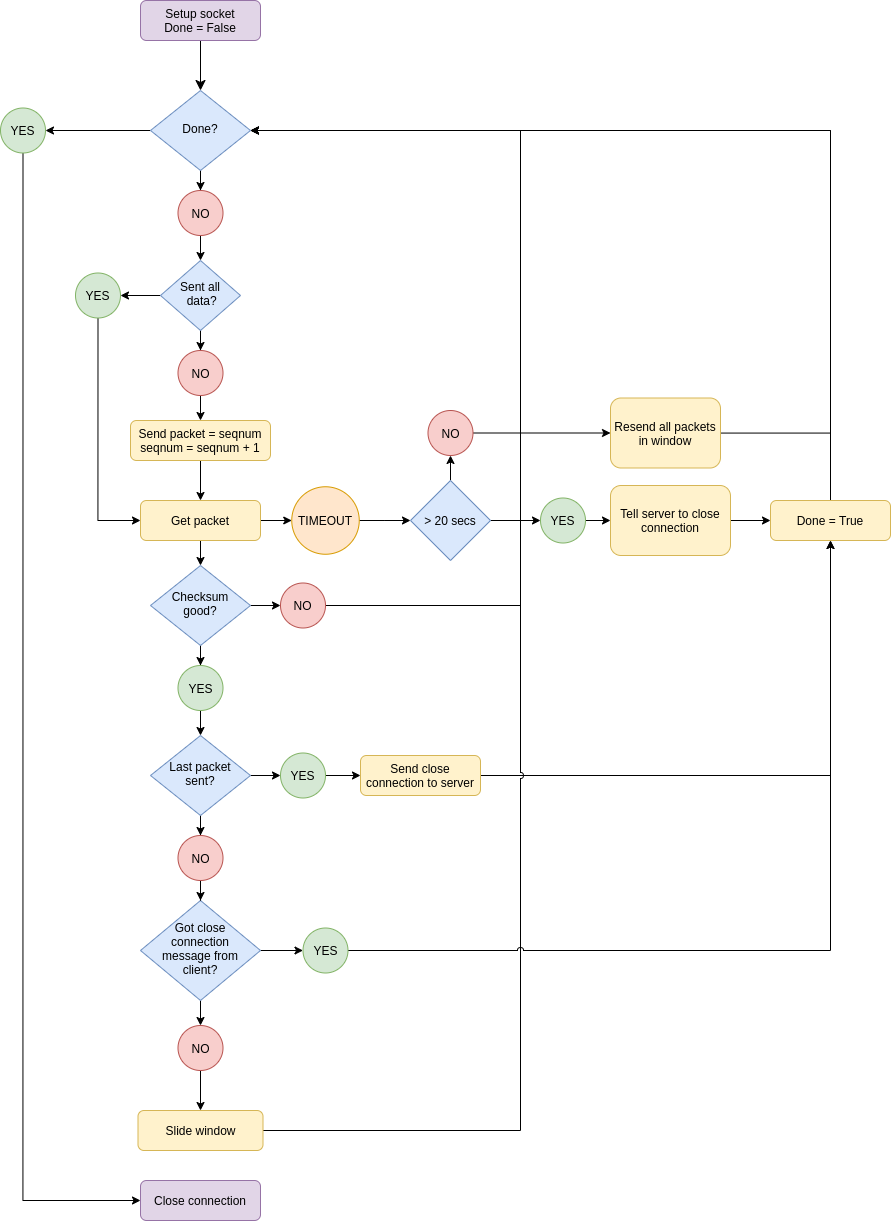 Setup socket
Done = False
YES
Done?
NO
YES
Sent all
data?
NO
Send packet = seqnum
seqnum = seqnum + 1
NO
Resend all packets
in window
Get packet
TIMEOUT
> 20 secs
YES
Tell server to close
connection
Done = True
Checksum
good?
NO
YES
Last packet
sent?
YES
Send close
connection to server
NO
Got close
connection
message from
client?
YES
NO
Slide window
Close connection